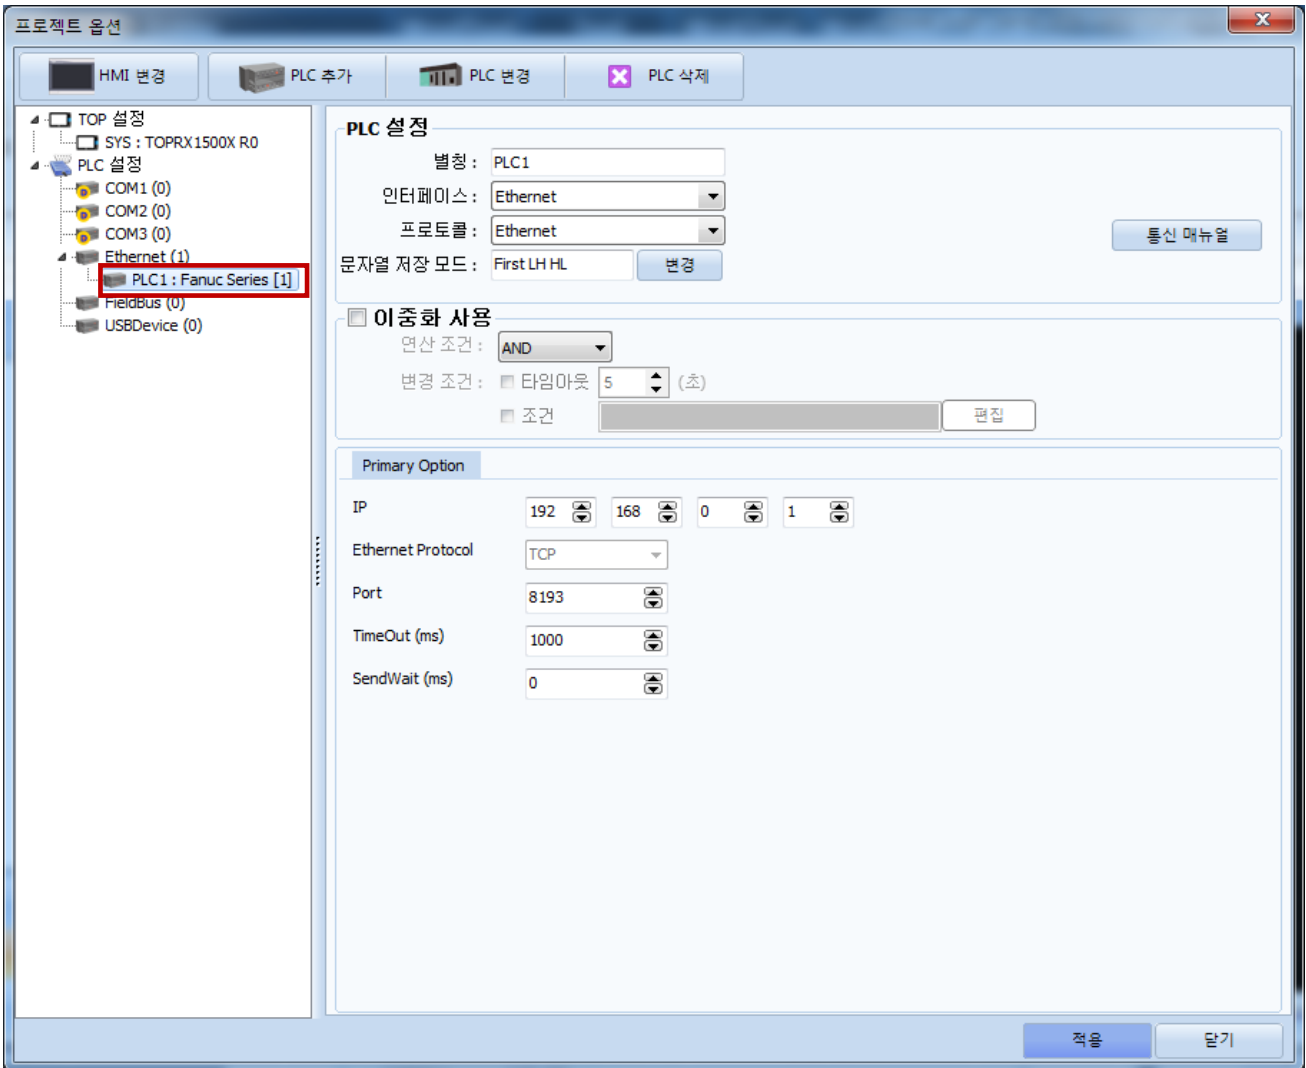 프로젝트 옵션
HMI 변경
PLC 추가
PLC 변경
PLC 삭제
TOP 설정
SYS : TOPRX1500X R0
PLC 설정
COM1 (0)
COM2 (0)
COM3 (0)
Ethernet (1)
PLC1 : Fanuc Series [1]
FieldBus (0)
USBDevice (0)
PLC 설정
별칭 : PLC1
인터페이스 : Ethernet
프로토콜 : Ethernet
통신 매뉴얼
문자열 저장 모드 : First LH HL 변경
이중화 사용
연산 조건 : AND
변경 조건 : 타임아웃 5 (초)
조건 편집
Primary Option
IP 192 168 0 1
Ethernet Protocol TCP
Port 8193
TimeOut (ms) 1000
SendWait (ms) 0
적용
닫기